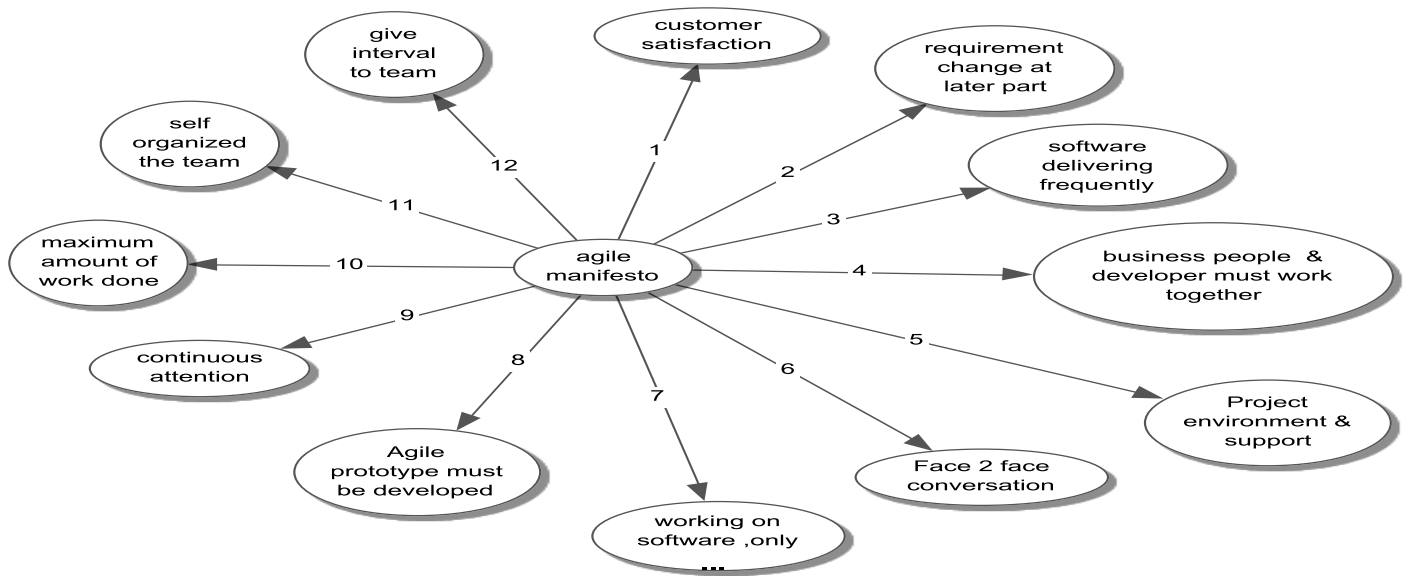 agile
manifesto
1
customer
satisfaction
2
requirement
change at
later part
3
software
delivering
frequently
4
business people & 
developer must work
together
5
Project
environment &
support
6
Face 2 face
conversation
7
working on
software ,only
...
8
Agile
prototype must
be developed
9
continuous
attention
10
maximum
amount of
work done
11
self
organized
the team
12
give
interval
to team